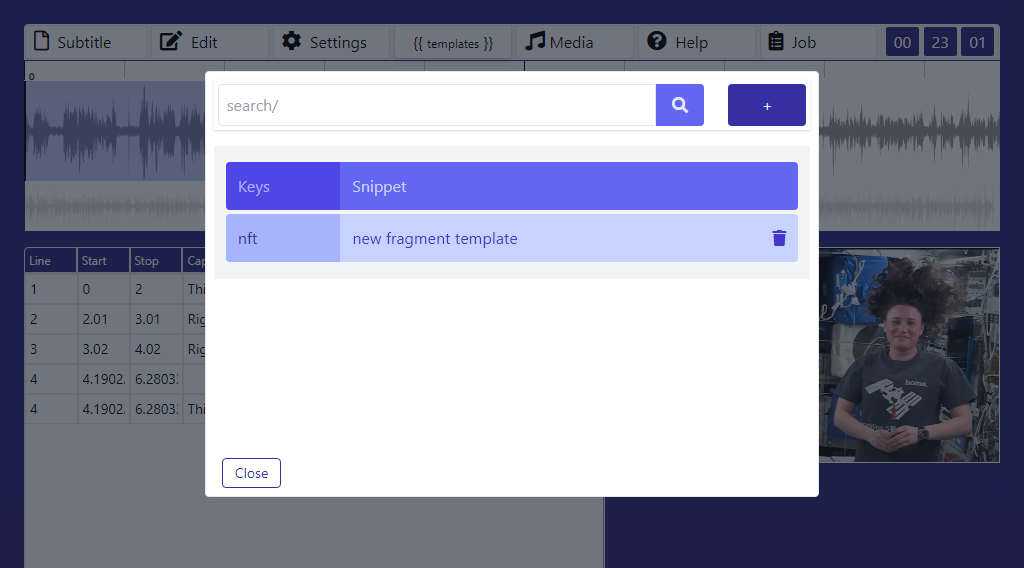 Subtitle Edit Settings {{ templates }} Media Help Job 00 23 01
0
search/ +
Keys Snippet
nft new fragment template
Line Start Stop Cap
1 0 2 Thi
2 2.01 3.01 Rig
3 3.02 4.02 Rig
4 4.1902 6.2803
4 4.1902 6.2803 Thi
home.
Close